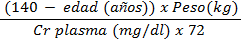 (140 − edad (años)) x Peso(kg)
Cr plasma (mg/dl) x 72